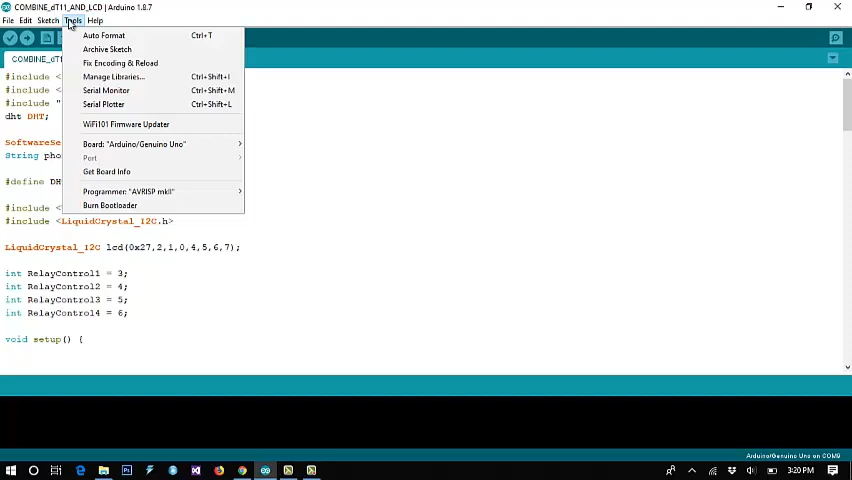 COMBINE_dT11_AND_LCD | Arduino 1.8.7
File Edit Sketch Tools Help
COMBINE_dT1
Auto Format Ctrl+T
Archive Sketch
Fix Encoding & Reload
Manage Libraries... Ctrl+Shift+I
Serial Monitor Ctrl+Shift+M
Serial Plotter Ctrl+Shift+L
WiFi101 Firmware Updater
Board: "Arduino/Genuino Uno"
Port
Get Board Info
Programmer: "AVRISP mkII"
Burn Bootloader
#include <
#include <
#include "
dht DHT;
SoftwareSe
String pho
#define DH
#include <
#include <LiquidCrystal_I2C.h>
LiquidCrystal_I2C lcd(0x27,2,1,0,4,5,6,7);
int RelayControl1 = 3;
int RelayControl2 = 4;
int RelayControl3 = 5;
int RelayControl4 = 6;
void setup() {
Arduino/Genuino Uno on COM9
3:20 PM